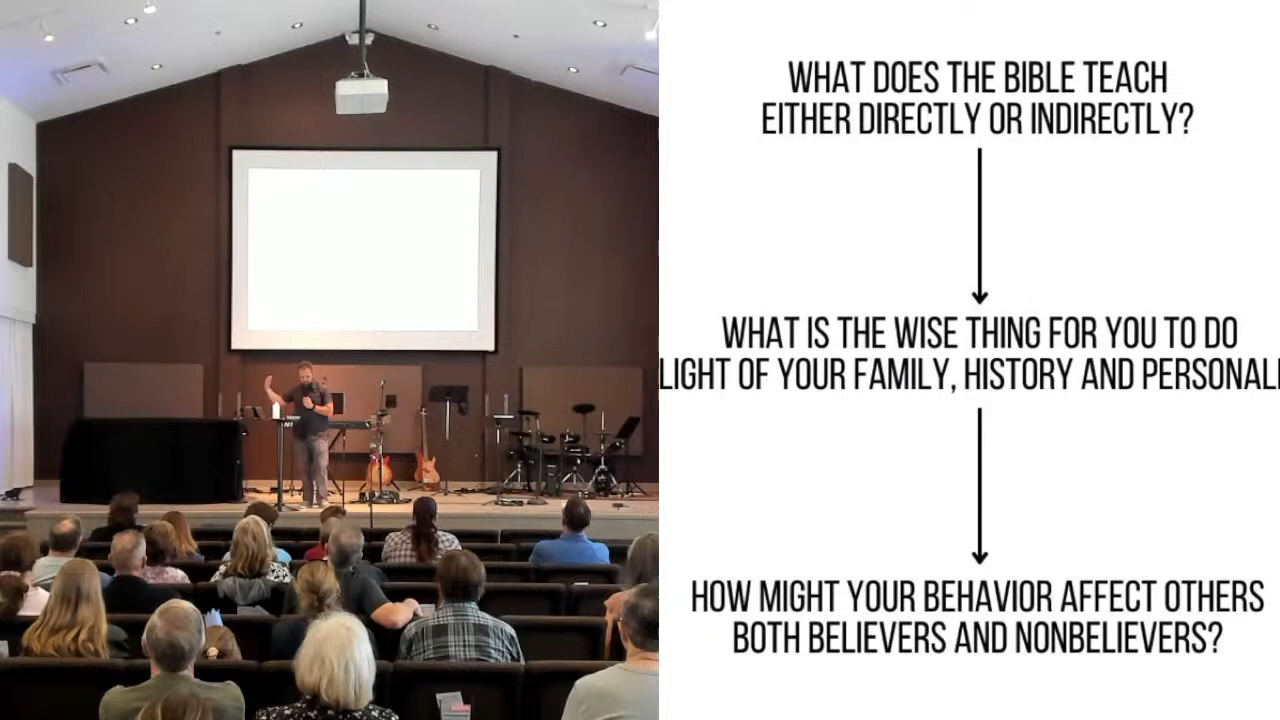 WHAT DOES THE BIBLE TEACH
EITHER DIRECTLY OR INDIRECTLY?
WHAT IS THE WISE THING FOR YOU TO DO
LIGHT OF YOUR FAMILY, HISTORY AND PERSONALI
HOW MIGHT YOUR BEHAVIOR AFFECT OTHERS
BOTH BELIEVERS AND NONBELIEVERS?